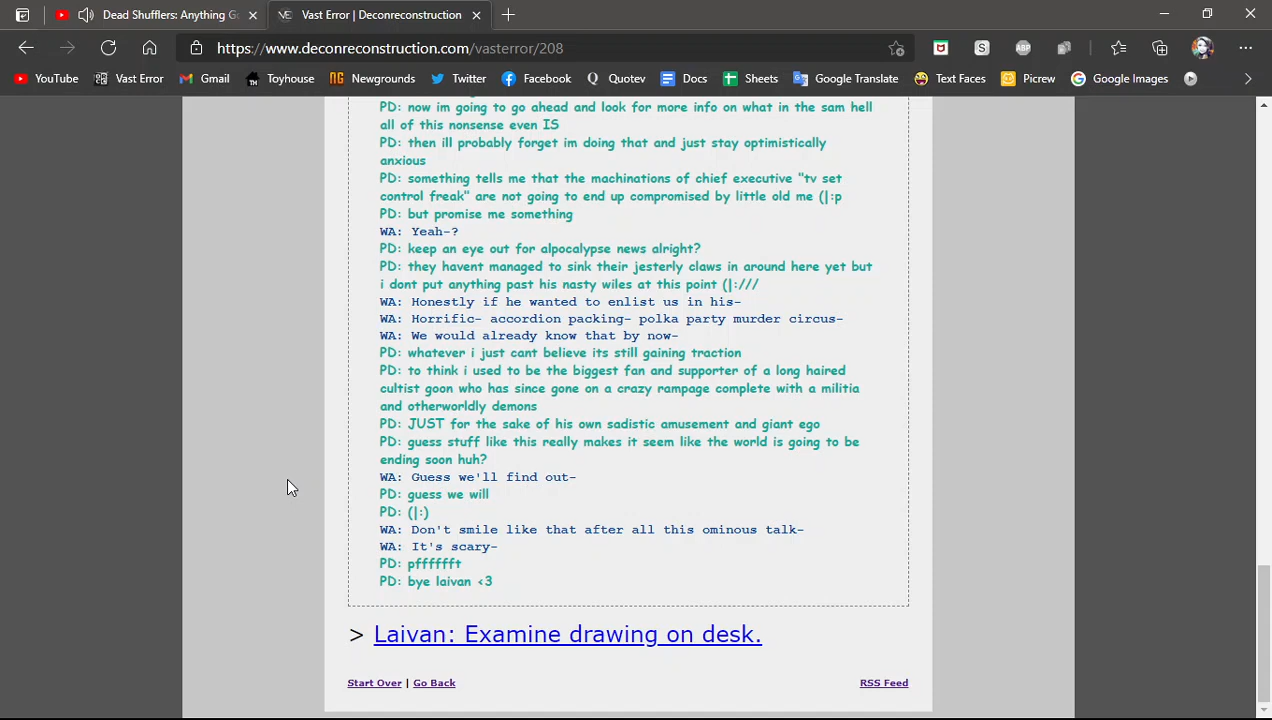 Dead Shufflers: Anything Go
Vast Error | Deconreconstruction
https://www.deconreconstruction.com/vasterror/208
YouTube Vast Error Gmail Toyhouse Newgrounds Twitter Facebook Quotev Docs Sheets Google Translate Text Faces Picrew Google Images
PD: now im going to go ahead and look for more info on what in the sam hell
all of this nonsense even IS
PD: then ill probably forget im doing that and just stay optimistically
anxious
PD: something tells me that the machinations of chief executive "tv set
control freak" are not going to end up compromised by little old me (|:p
PD: but promise me something
WA: Yeah-?
PD: keep an eye out for alpocalypse news alright?
PD: they havent managed to sink their jesterly claws in around here yet but
i dont put anything past his nasty wiles at this point (|:///
WA: Honestly if he wanted to enlist us in his-
WA: Horrific- accordion packing- polka party murder circus-
WA: We would already know that by now-
PD: whatever i just cant believe its still gaining traction
PD: to think i used to be the biggest fan and supporter of a long haired
cultist goon who has since gone on a crazy rampage complete with a militia
and otherworldly demons
PD: JUST for the sake of his own sadistic amusement and giant ego
PD: guess stuff like this really makes it seem like the world is going to be
ending soon huh?
WA: Guess we'll find out-
PD: guess we will
PD: (|:)
WA: Don't smile like that after all this ominous talk-
WA: It's scary-
PD: pfffffft
PD: bye laivan <3
> Laivan: Examine drawing on desk.
Start Over | Go Back
RSS Feed